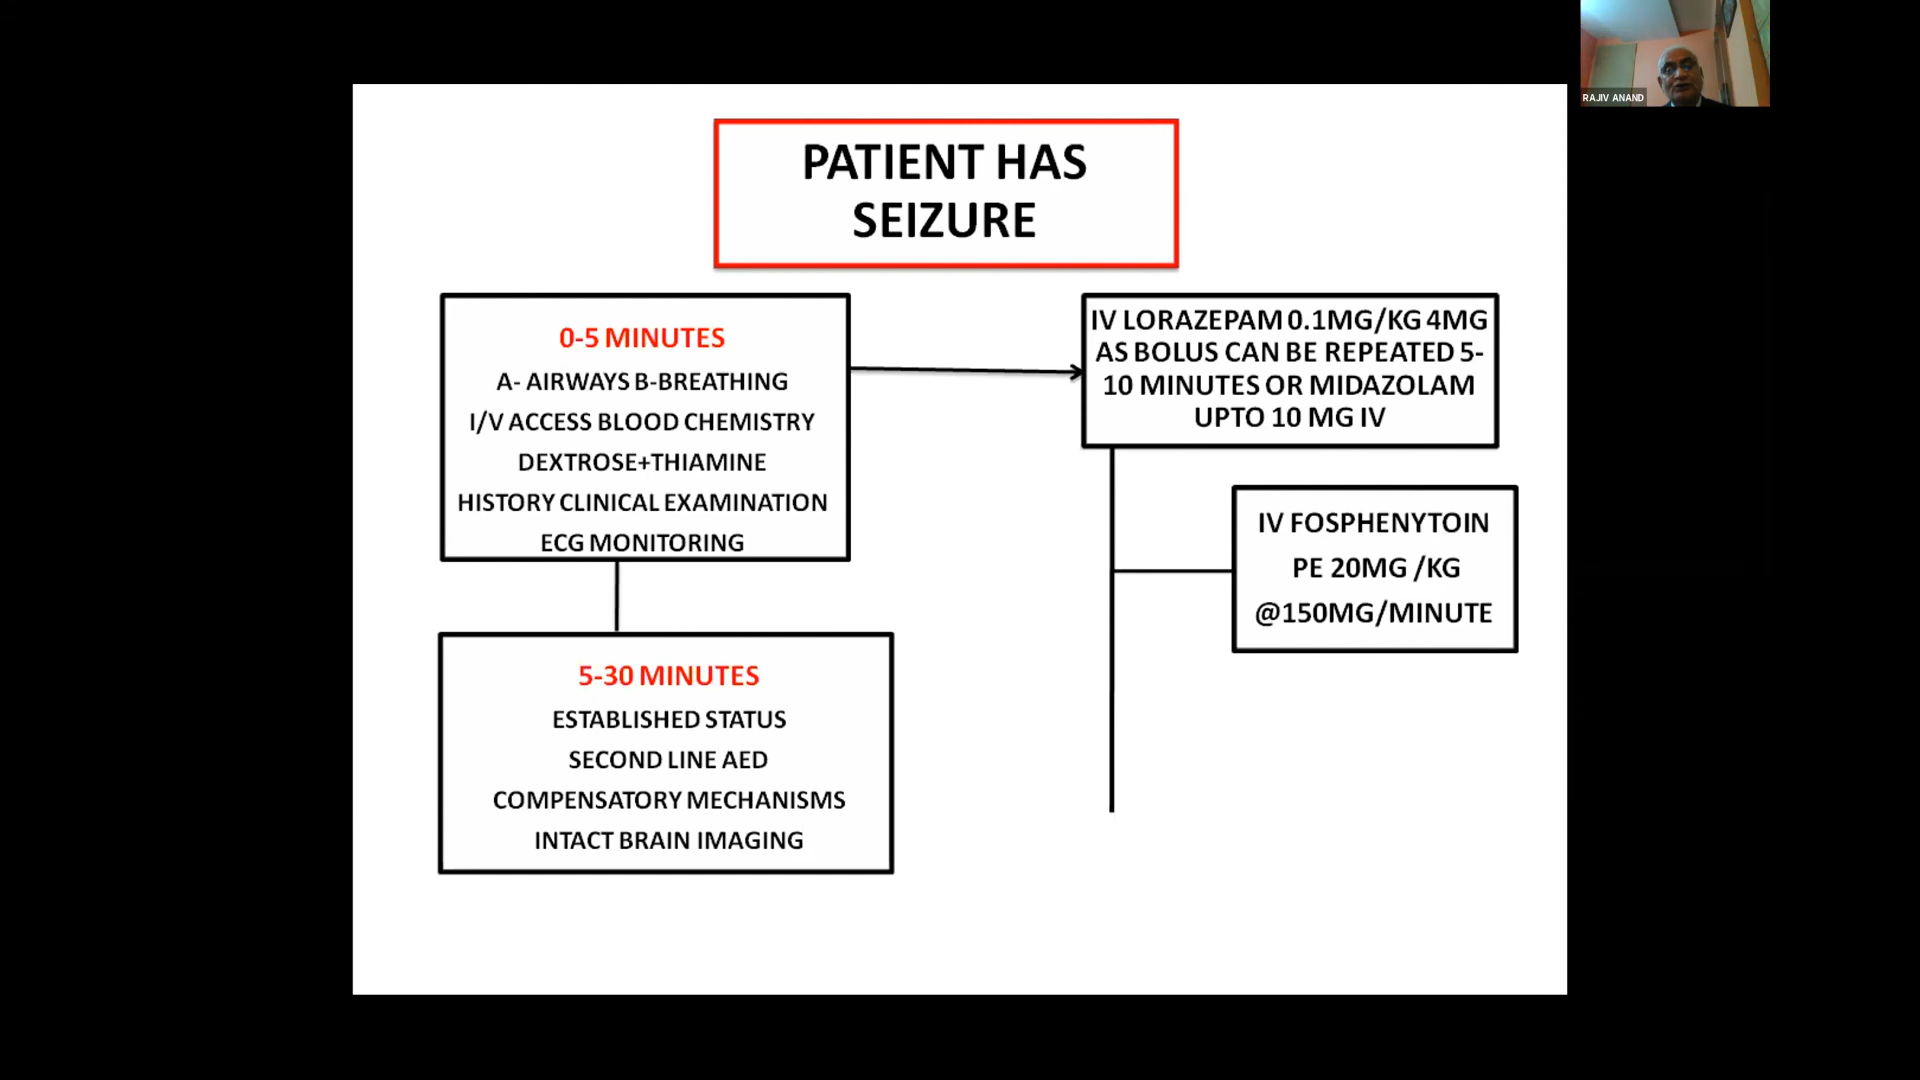 RAJIV ANAND
PATIENT HAS
SEIZURE
0-5 MINUTES
A- AIRWAYS B-BREATHING
I/V ACCESS BLOOD CHEMISTRY
DEXTROSE+THIAMINE
HISTORY CLINICAL EXAMINATION
ECG MONITORING
IV LORAZEPAM 0.1MG/KG 4MG
AS BOLUS CAN BE REPEATED 5-
10 MINUTES OR MIDAZOLAM
UPTO 10 MG IV
IV FOSPHENYTOIN
PE 20MG /KG
@150MG/MINUTE
5-30 MINUTES
ESTABLISHED STATUS
SECOND LINE AED
COMPENSATORY MECHANISMS
INTACT BRAIN IMAGING